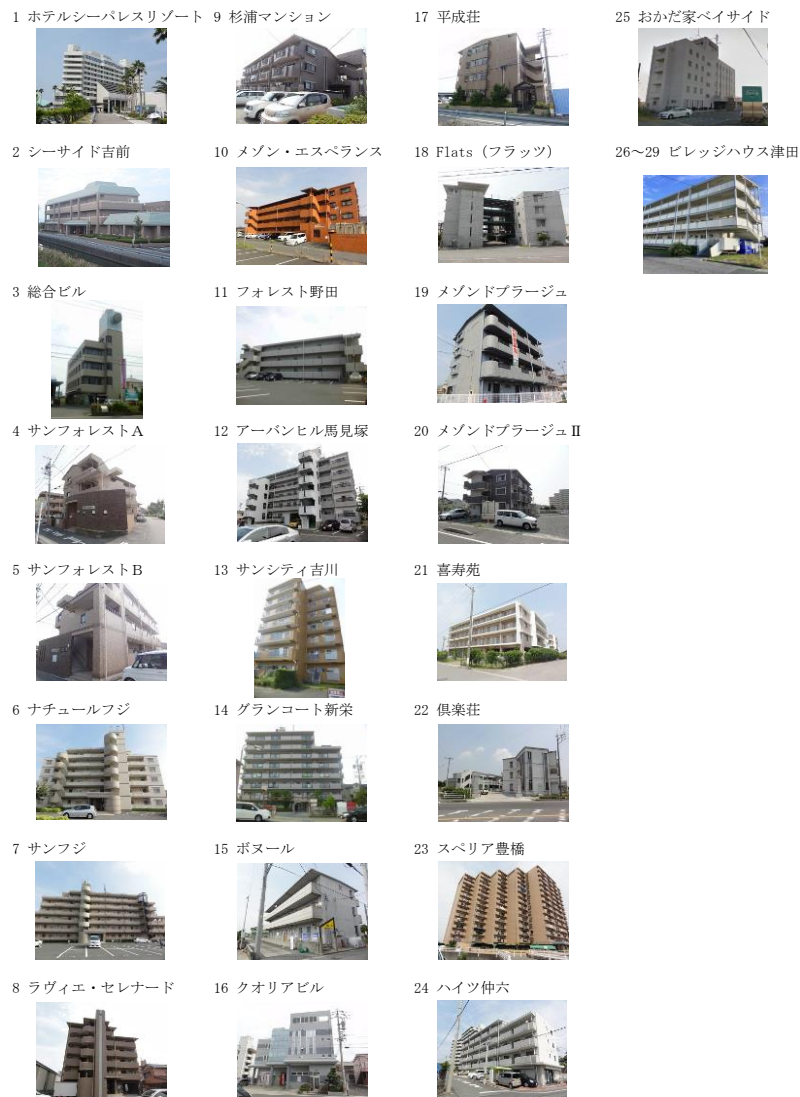 1 ホテルシーパレスリゾート
2 シーサイド吉前
3 総合ビル
4 サンフォレストA
5 サンフォレストB
6 ナチュールフジ
7 サンフジ
8 ラヴィエ・セレナード
9 杉浦マンション
10 メゾン・エスペランス
11 フォレスト野田
12 アーバンヒル馬見塚
13 サンシティ吉川
14 グランコート新栄
15 ボヌール
16 クオリアビル
17 平成荘
18 Flats（フラッツ）
19 メゾンドプラージュ
20 メゾンドプラージュⅡ
21 喜寿苑
22 倶楽荘
23 スペリア豊橋
24 ハイツ仲六
25 おかだ家ベイサイド
26～29 ビレッジハウス津田